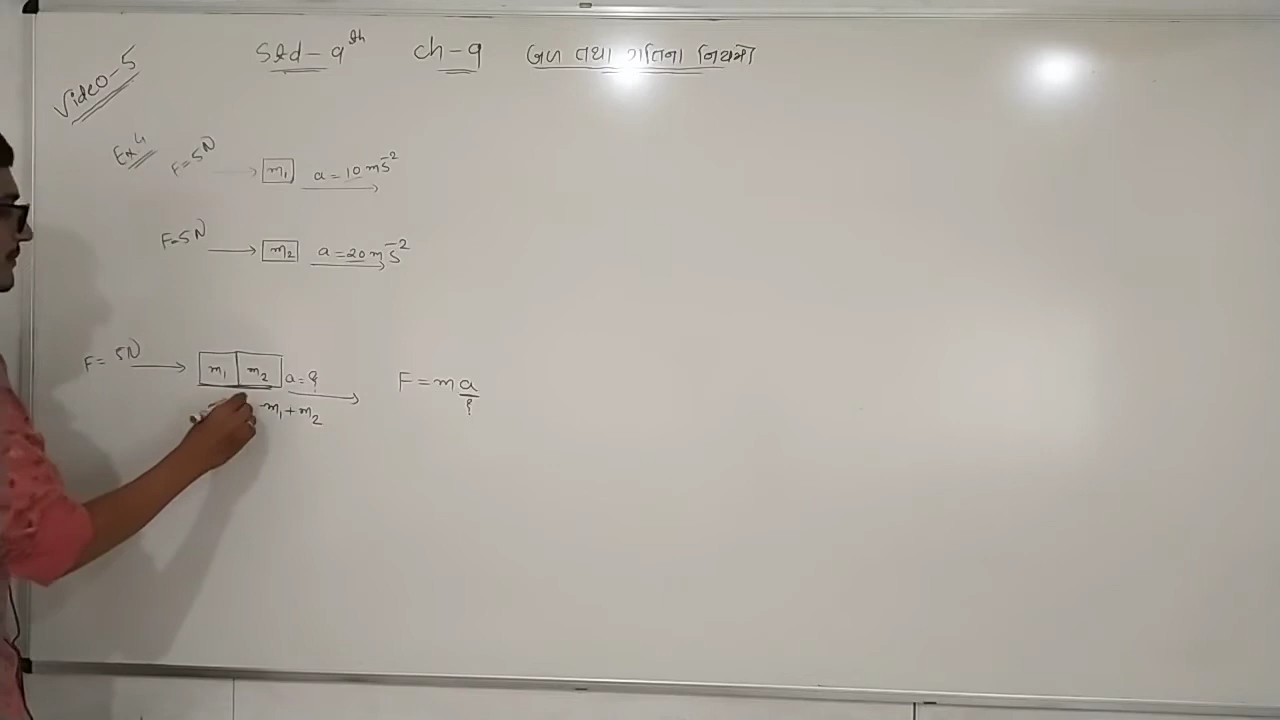 Video-5
Std-9th ch-9 બળ તથા ગતિના નિયમો
Ex 4
F=5N m1 a=10ms-2
F=5N m2 a=20ms-2
F= 5N m1 m2 a=?
m1+m2
F=ma
?